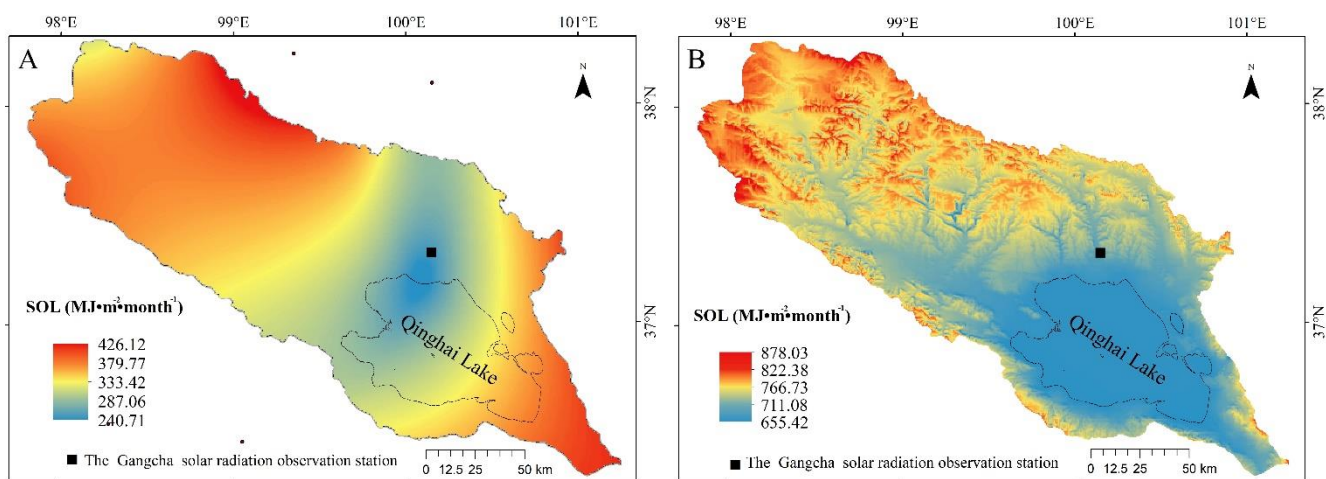 98°E 99°E 100°E 101°E
A
N
38°N
37°N
SOL (MJ•m⁻²•month⁻¹)
426.12
379.77
333.42
287.06
240.71
Qinghai Lake
The Gangcha solar radiation observation station
0 12.5 25 50 km
98°E 99°E 100°E 101°E
B
N
38°N
37°N
SOL (MJ•m⁻²•month⁻¹)
878.03
822.38
766.73
711.08
655.42
Qinghai Lake
The Gangcha solar radiation observation station
0 12.5 25 50 km